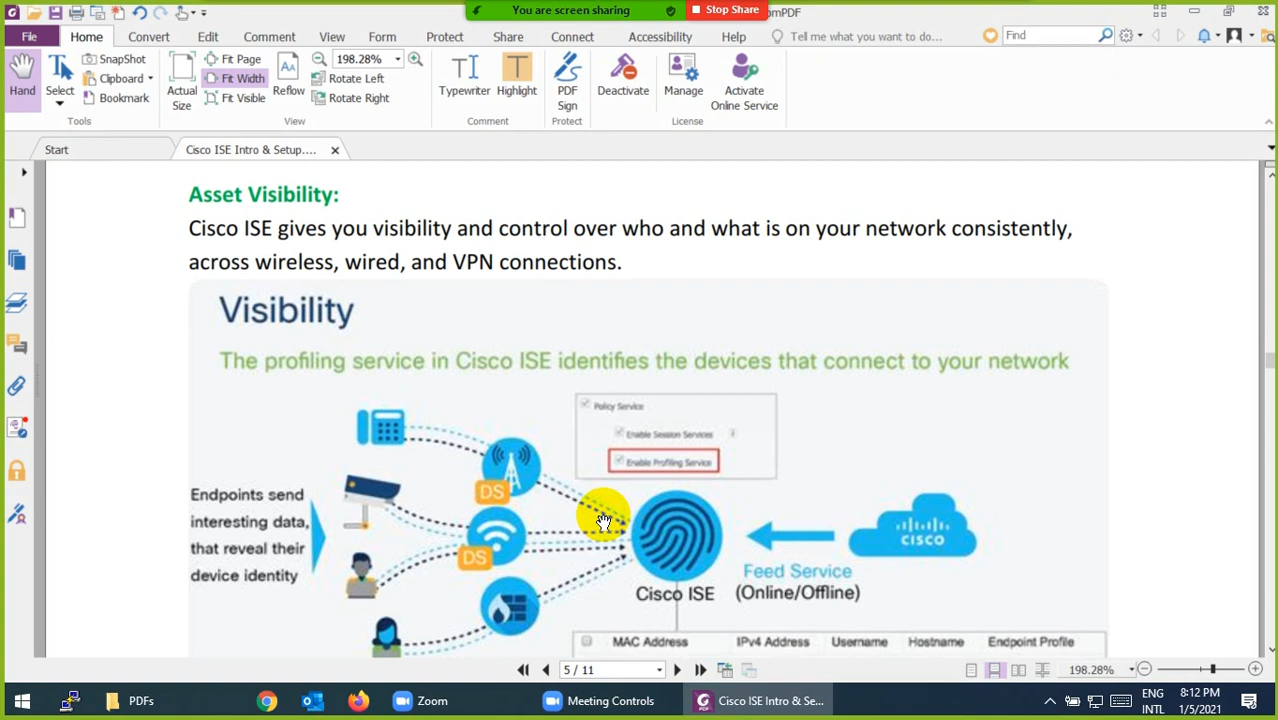 You are screen sharing
Stop Share
omPDF
File
Home
Convert
Edit
Comment
View
Form
Protect
Share
Connect
Accessibility
Help
Tell me what you want to do...
Find
Hand
Select
SnapShot
Clipboard
Bookmark
Tools
Actual
Size
Fit Page
Fit Width
Fit Visible
Reflow
198.28%
Rotate Left
Rotate Right
View
Typewriter
Highlight
Comment
PDF
Sign
Protect
Deactivate
Manage
Activate
Online Service
License
Start
Cisco ISE Intro & Setup....
Asset Visibility:
Cisco ISE gives you visibility and control over who and what is on your network consistently,
across wireless, wired, and VPN connections.
Visibility
The profiling service in Cisco ISE identifies the devices that connect to your network
Policy Service
Enable Session Services
Enable Profiling Service
DS
DS
Endpoints send
interesting data,
that reveal their
device identity
Cisco ISE
CISCO
Feed Service
(Online/Offline)
MAC Address
IPv4 Address
Username
Hostname
Endpoint Profile
5 / 11
198.28%
PDFs
Zoom
Meeting Controls
Cisco ISE Intro & Se...
ENG
INTL
8:12 PM
1/5/2021